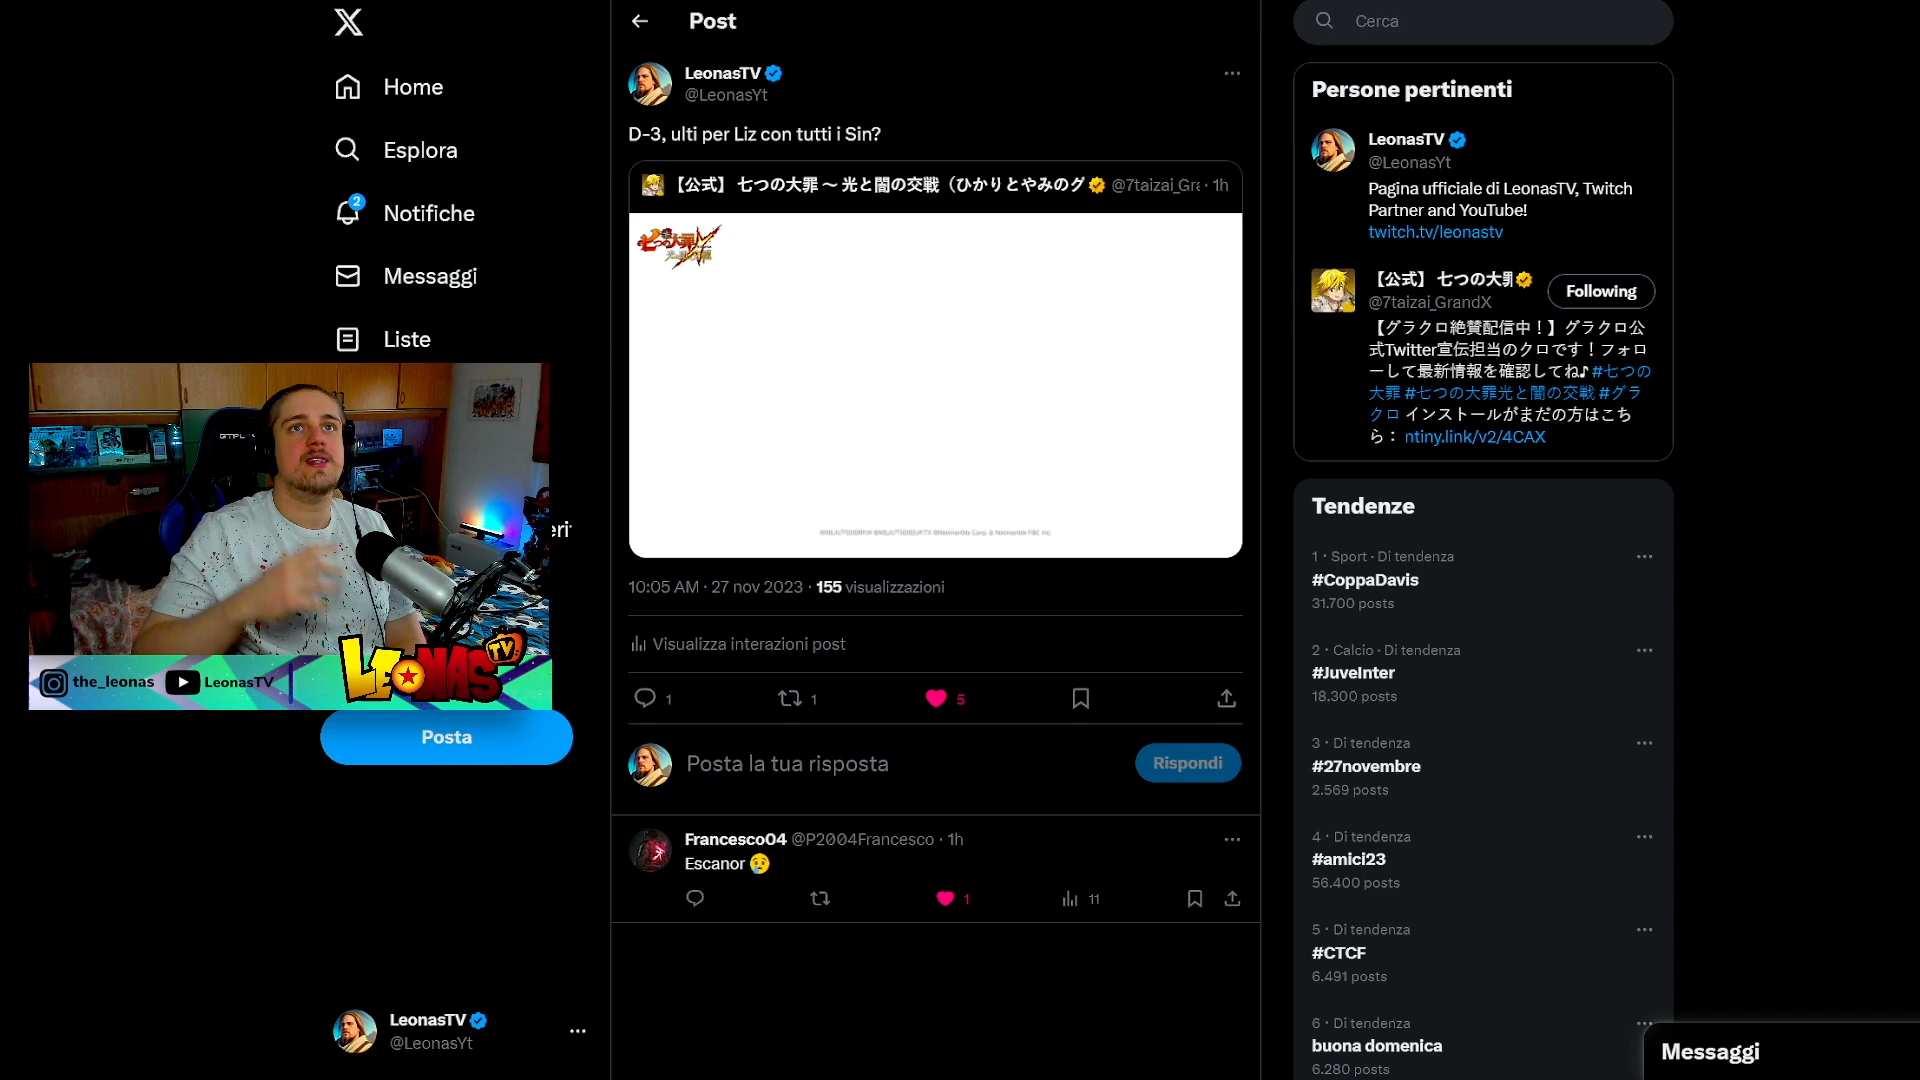 Home
Esplora
2
Notifiche
Messaggi
Liste
erit
GTPL
the_leonas
LeonasTV
LEONAS TV
Posta
LeonasTV
@LeonasYt
Post
LeonasTV
@LeonasYt
D-3, ulti per Liz con tutti i Sin?
【公式】 七つの大罪 ～ 光と闇の交戦（ひかりとやみのグ @7taizai_Gra · 1h
七つの大罪
10:05 AM · 27 nov 2023 · 155 visualizzazioni
Visualizza interazioni post
1
1
5
Posta la tua risposta
Rispondi
Francesco04 @P2004Francesco · 1h
Escanor
1
11
Cerca
Persone pertinenti
LeonasTV
@LeonasYt
Pagina ufficiale di LeonasTV, Twitch
Partner and YouTube!
twitch.tv/leonastv
【公式】 七つの大罪
@7taizai_GrandX
Following
【グラクロ絶賛配信中！】グラクロ公
式Twitter宣伝担当のクロです！フォロ
ーして最新情報を確認してね♪ #七つの
大罪 #七つの大罪光と闇の交戦 #グラ
クロ インストールがまだの方はこち
ら： ntiny.link/v2/4CAX
Tendenze
1 · Sport · Di tendenza
#CoppaDavis
31.700 posts
2 · Calcio · Di tendenza
#JuveInter
18.300 posts
3 · Di tendenza
#27novembre
2.569 posts
4 · Di tendenza
#amici23
56.400 posts
5 · Di tendenza
#CTCF
6.491 posts
6 · Di tendenza
buona domenica
6.280 posts
Messaggi